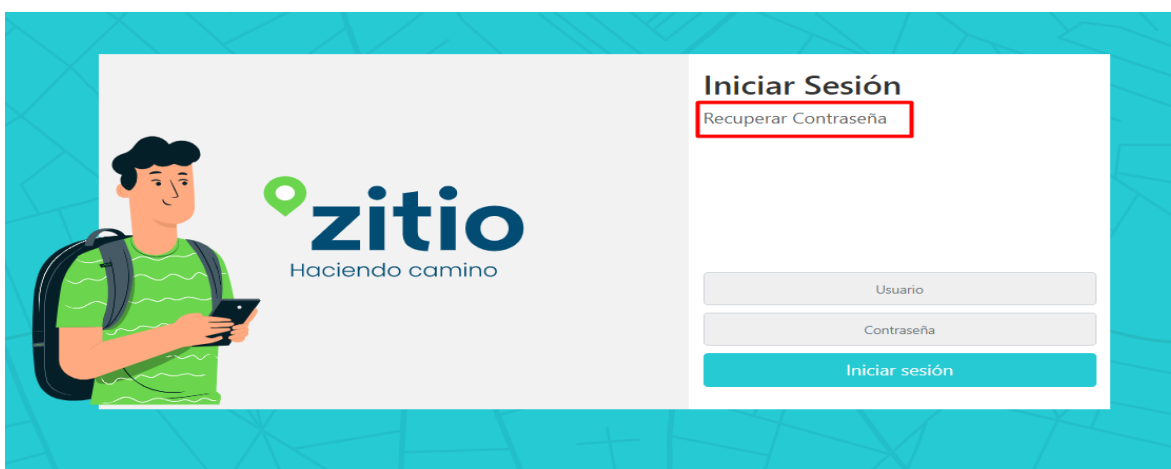 Iniciar Sesión
Recuperar Contraseña
zitio
Haciendo camino
Usuario
Contraseña
Iniciar sesión